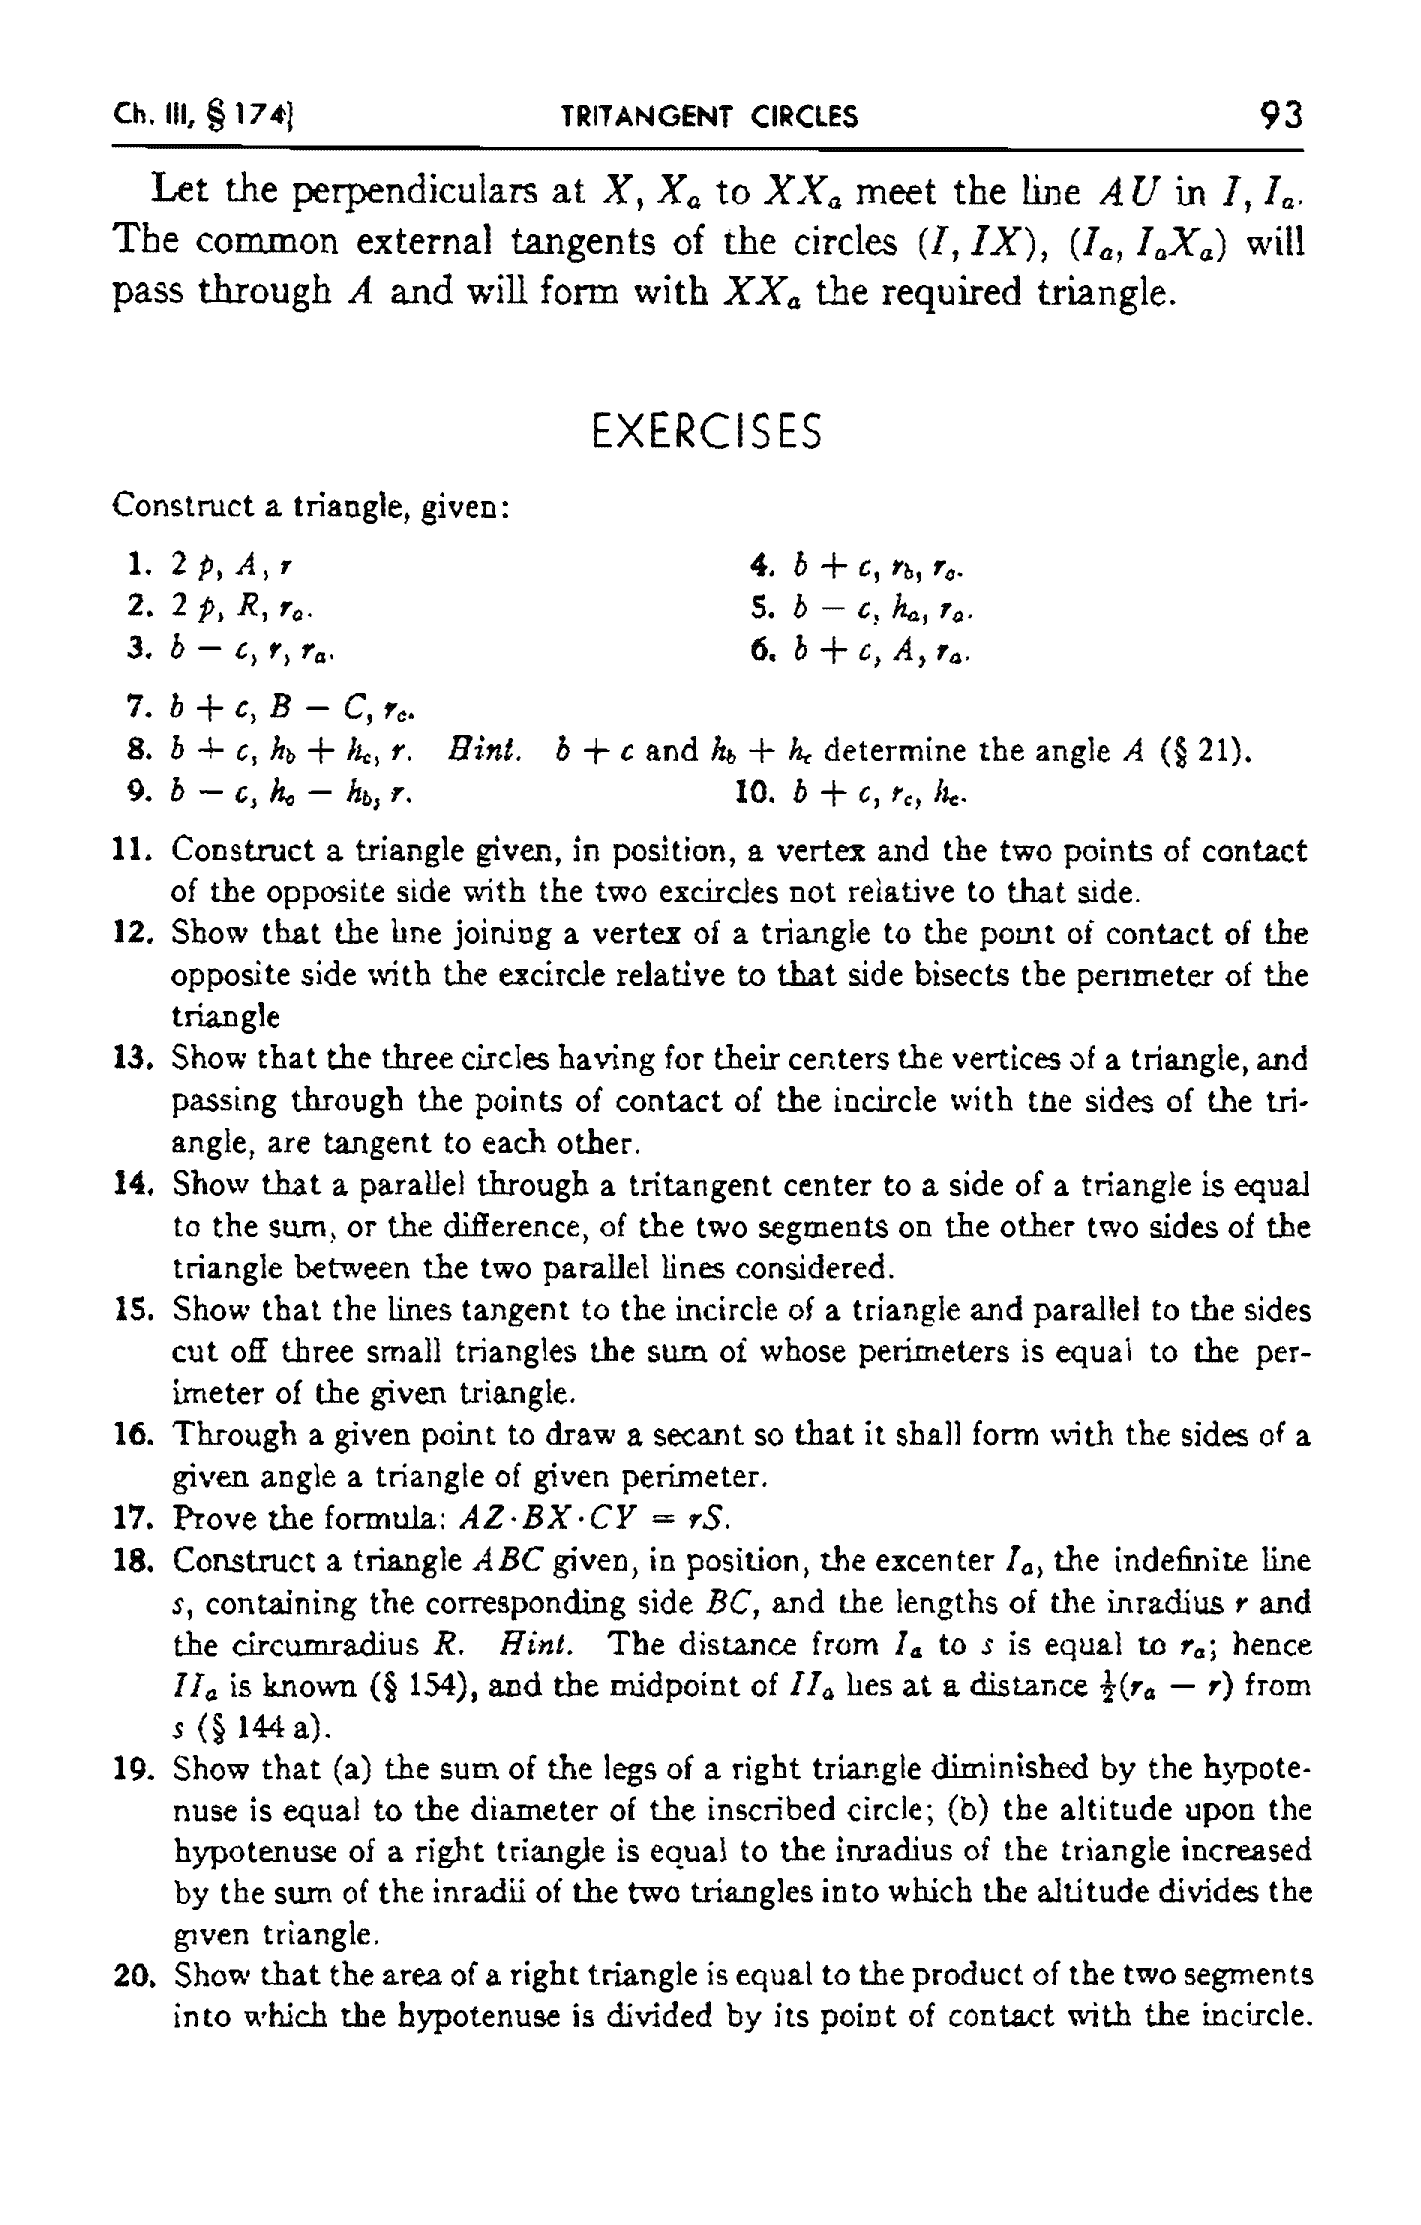 Ch. III, § 174] TRITANGENT CIRCLES 93
Let the perpendiculars at X, Xₐ to XXₐ meet the line AU in I, Iₐ.
The common external tangents of the circles (I, IX), (Iₐ, IₐXₐ) will
pass through A and will form with XXₐ the required triangle.
EXERCISES
Construct a triangle, given:
1. 2 p, A, r
2. 2 p, R, rₐ.
3. b − c, r, rₐ.
4. b + c, r_b, r_c.
5. b − c, hₐ, rₐ.
6. b + c, A, rₐ.
7. b + c, B − C, r_c.
8. b + c, h_b + h_c, r. Hint. b + c and h_b + h_c determine the angle A (§ 21).
9. b − c, h_c − h_b, r.
10. b + c, r_c, h_c.
11. Construct a triangle given, in position, a vertex and the two points of contact
of the opposite side with the two excircles not relative to that side.
12. Show that the line joining a vertex of a triangle to the point of contact of the
opposite side with the excircle relative to that side bisects the perimeter of the
triangle
13. Show that the three circles having for their centers the vertices of a triangle, and
passing through the points of contact of the incircle with the sides of the tri-
angle, are tangent to each other.
14. Show that a parallel through a tritangent center to a side of a triangle is equal
to the sum, or the difference, of the two segments on the other two sides of the
triangle between the two parallel lines considered.
15. Show that the lines tangent to the incircle of a triangle and parallel to the sides
cut off three small triangles the sum of whose perimeters is equal to the per-
imeter of the given triangle.
16. Through a given point to draw a secant so that it shall form with the sides of a
given angle a triangle of given perimeter.
17. Prove the formula: AZ·BX·CY = rS.
18. Construct a triangle ABC given, in position, the excenter Iₐ, the indefinite line
s, containing the corresponding side BC, and the lengths of the inradius r and
the circumradius R. Hint. The distance from Iₐ to s is equal to rₐ; hence
IIₐ is known (§ 154), and the midpoint of IIₐ lies at a distance ½(rₐ − r) from
s (§ 144 a).
19. Show that (a) the sum of the legs of a right triangle diminished by the hypote-
nuse is equal to the diameter of the inscribed circle; (b) the altitude upon the
hypotenuse of a right triangle is equal to the inradius of the triangle increased
by the sum of the inradii of the two triangles into which the altitude divides the
given triangle.
20. Show that the area of a right triangle is equal to the product of the two segments
into which the hypotenuse is divided by its point of contact with the incircle.